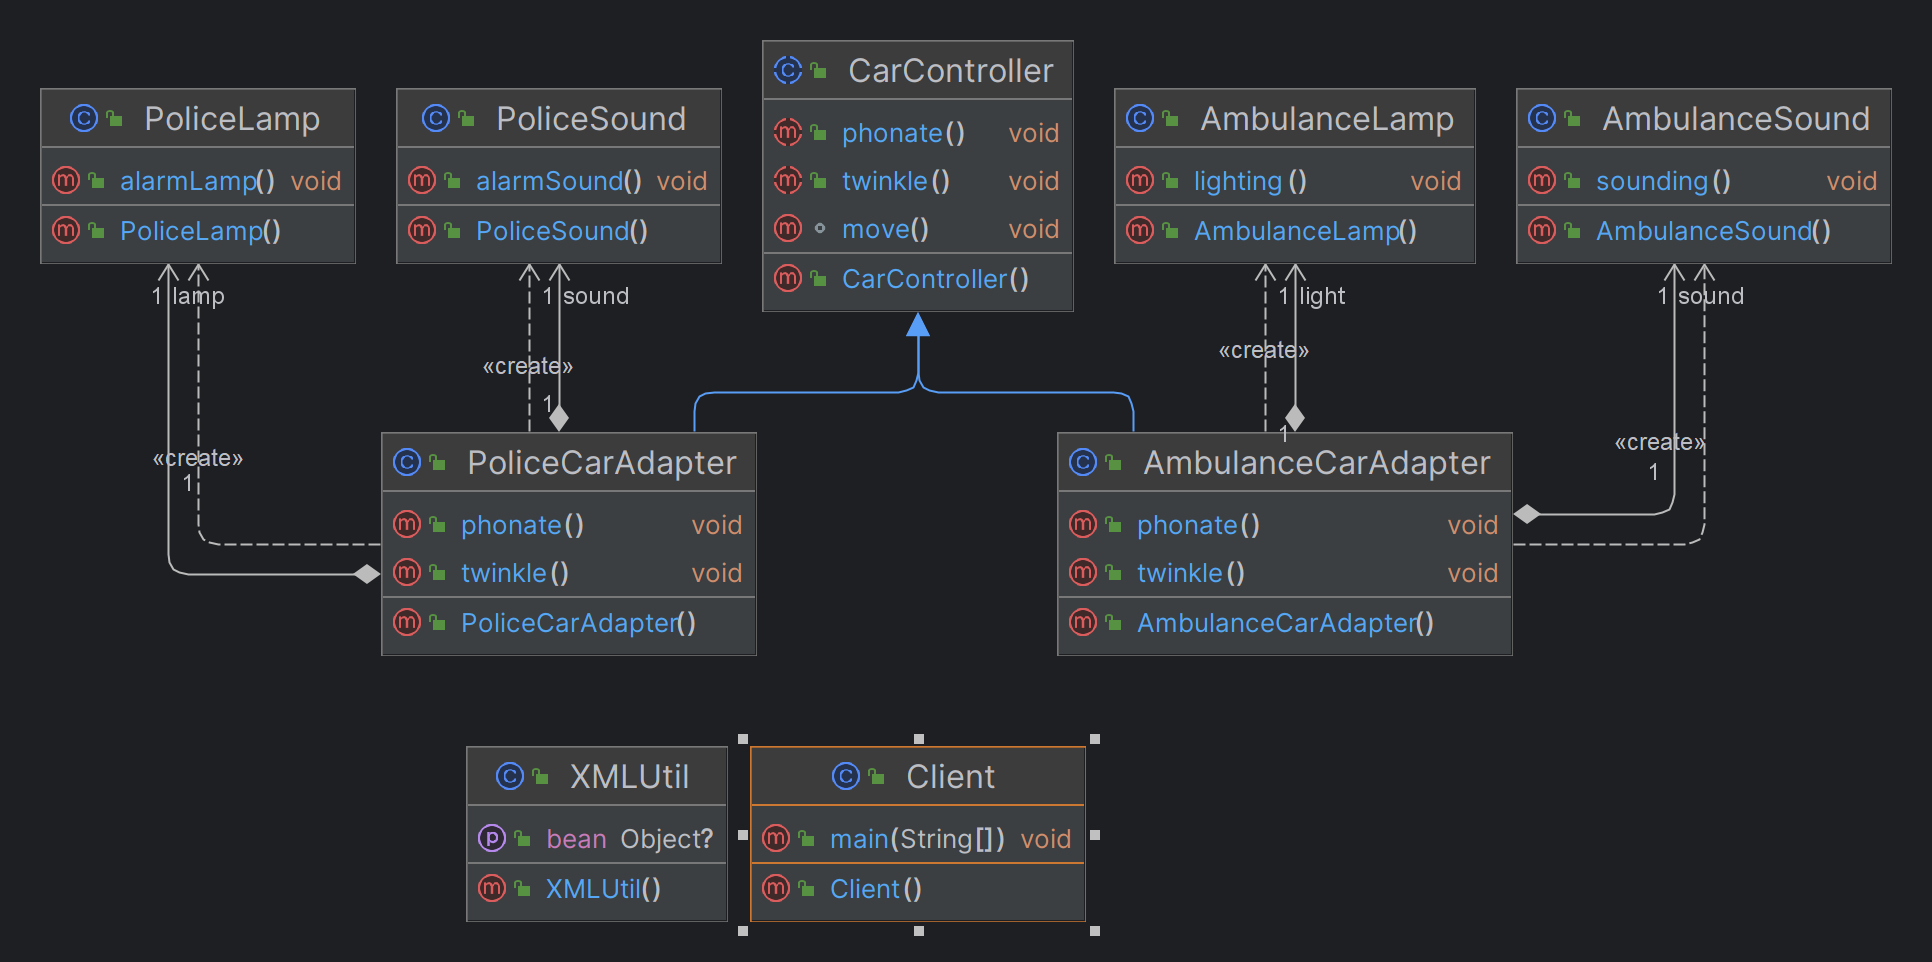 CarController
phonate() void
twinkle() void
move() void
CarController()
PoliceLamp
alarmLamp() void
PoliceLamp()
PoliceSound
alarmSound() void
PoliceSound()
AmbulanceLamp
lighting() void
AmbulanceLamp()
AmbulanceSound
sounding() void
AmbulanceSound()
1 lamp
1 sound
1 light
1 sound
«create»
«create»
1
1
«create»
«create»
1
1
PoliceCarAdapter
phonate() void
twinkle() void
PoliceCarAdapter()
AmbulanceCarAdapter
phonate() void
twinkle() void
AmbulanceCarAdapter()
XMLUtil
bean Object?
XMLUtil()
Client
main(String[]) void
Client()